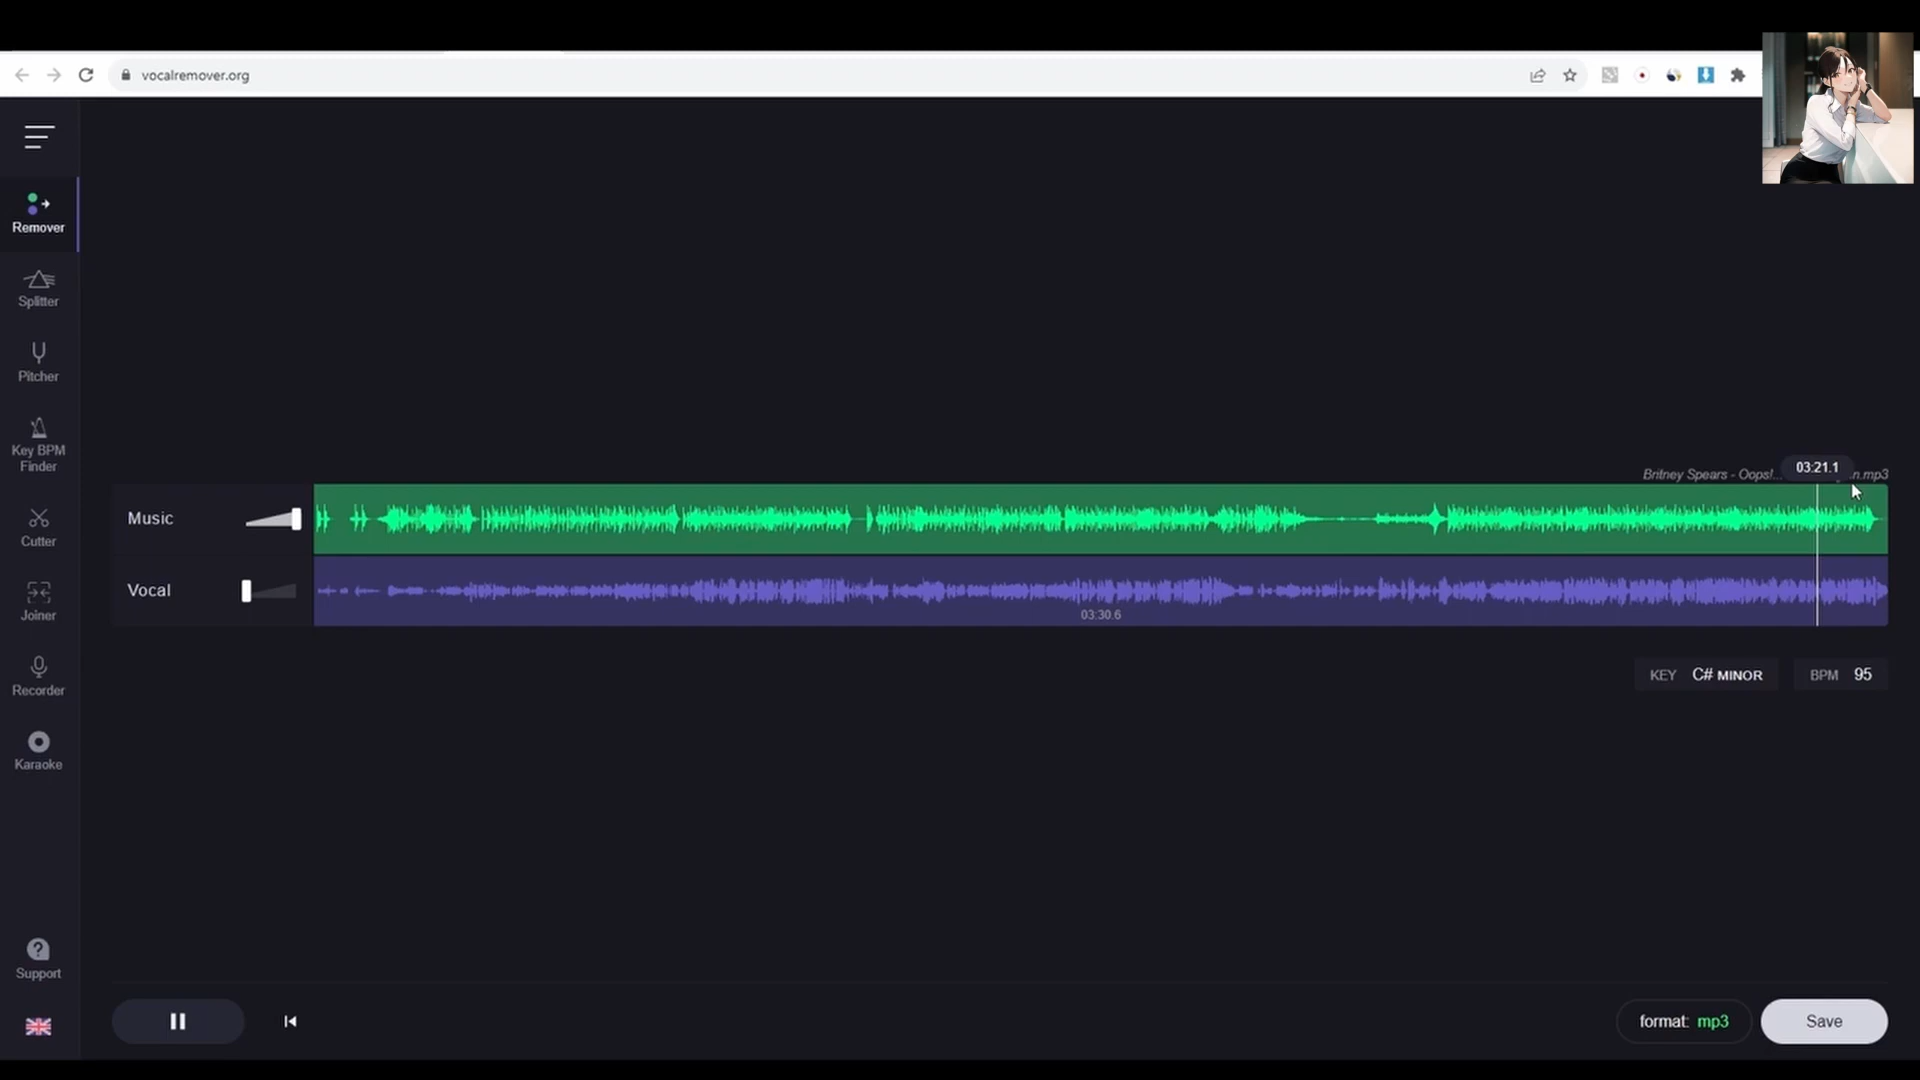 vocalremover.org
Remover
Splitter
Pitcher
Key BPM
Finder
Cutter
Joiner
Recorder
Karaoke
Support
03:21.1
Britney Spears - Oops!... n.mp3
Music
Vocal
03:30.6
KEY C# MINOR BPM 95
format: mp3
Save